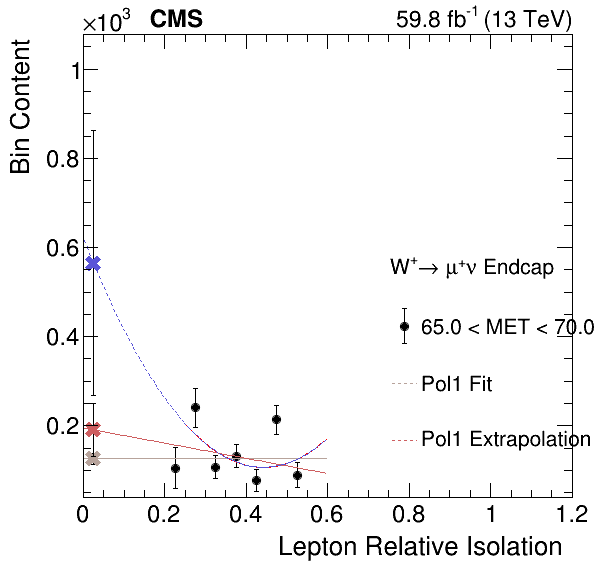 ×10³ CMS 59.8 fb⁻¹ (13 TeV)
Bin Content
1
0.8
0.6
0.4
0.2
W⁺→ μ⁺ν Endcap
65.0 < MET < 70.0
Pol1 Fit
Pol1 Extrapolation
0 0.2 0.4 0.6 0.8 1 1.2
Lepton Relative Isolation